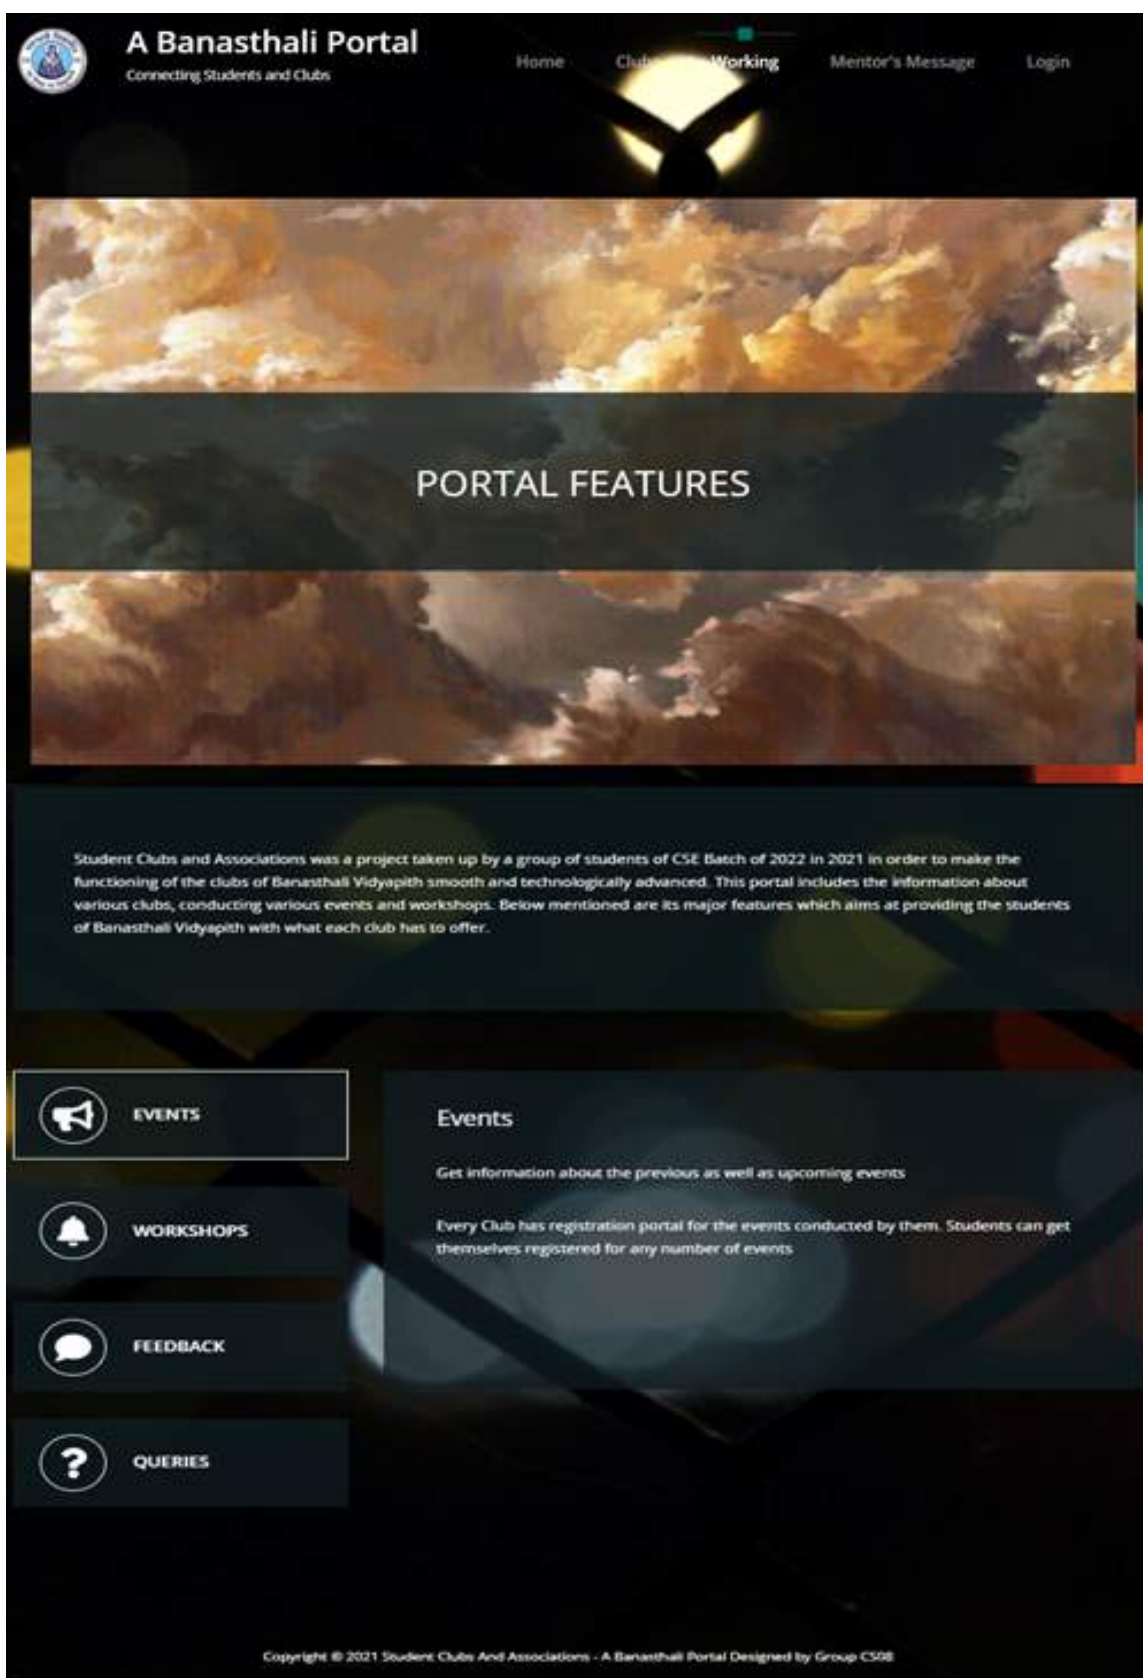 A Banasthali Portal
Connecting Students and Clubs
Home Working Mentor's Message Login
PORTAL FEATURES
Student Clubs and Associations was a project taken up by a group of students of CSE Batch of 2022 in 2021 in order to make the
functioning of the clubs of Banasthali Vidyapith smooth and technologically advanced. This portal includes the information about
various clubs, conducting various events and workshops. Below mentioned are its major features which aims at providing the students
of Banasthali Vidyapith with what each club has to offer.
EVENTS
WORKSHOPS
FEEDBACK
QUERIES
Events
Get information about the previous as well as upcoming events
Every Club has registration portal for the events conducted by them. Students can get
themselves registered for any number of events
Copyright © 2021 Student Clubs And Associations - A Banasthali Portal Designed by Group CS08